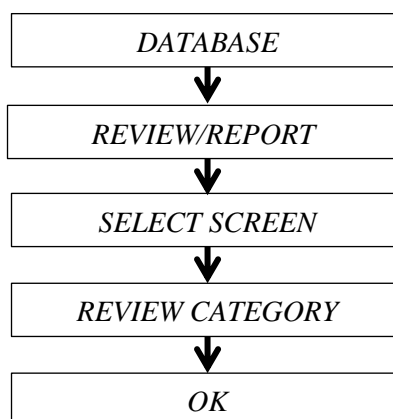 DATABASE
REVIEW/REPORT
SELECT SCREEN
REVIEW CATEGORY
OK